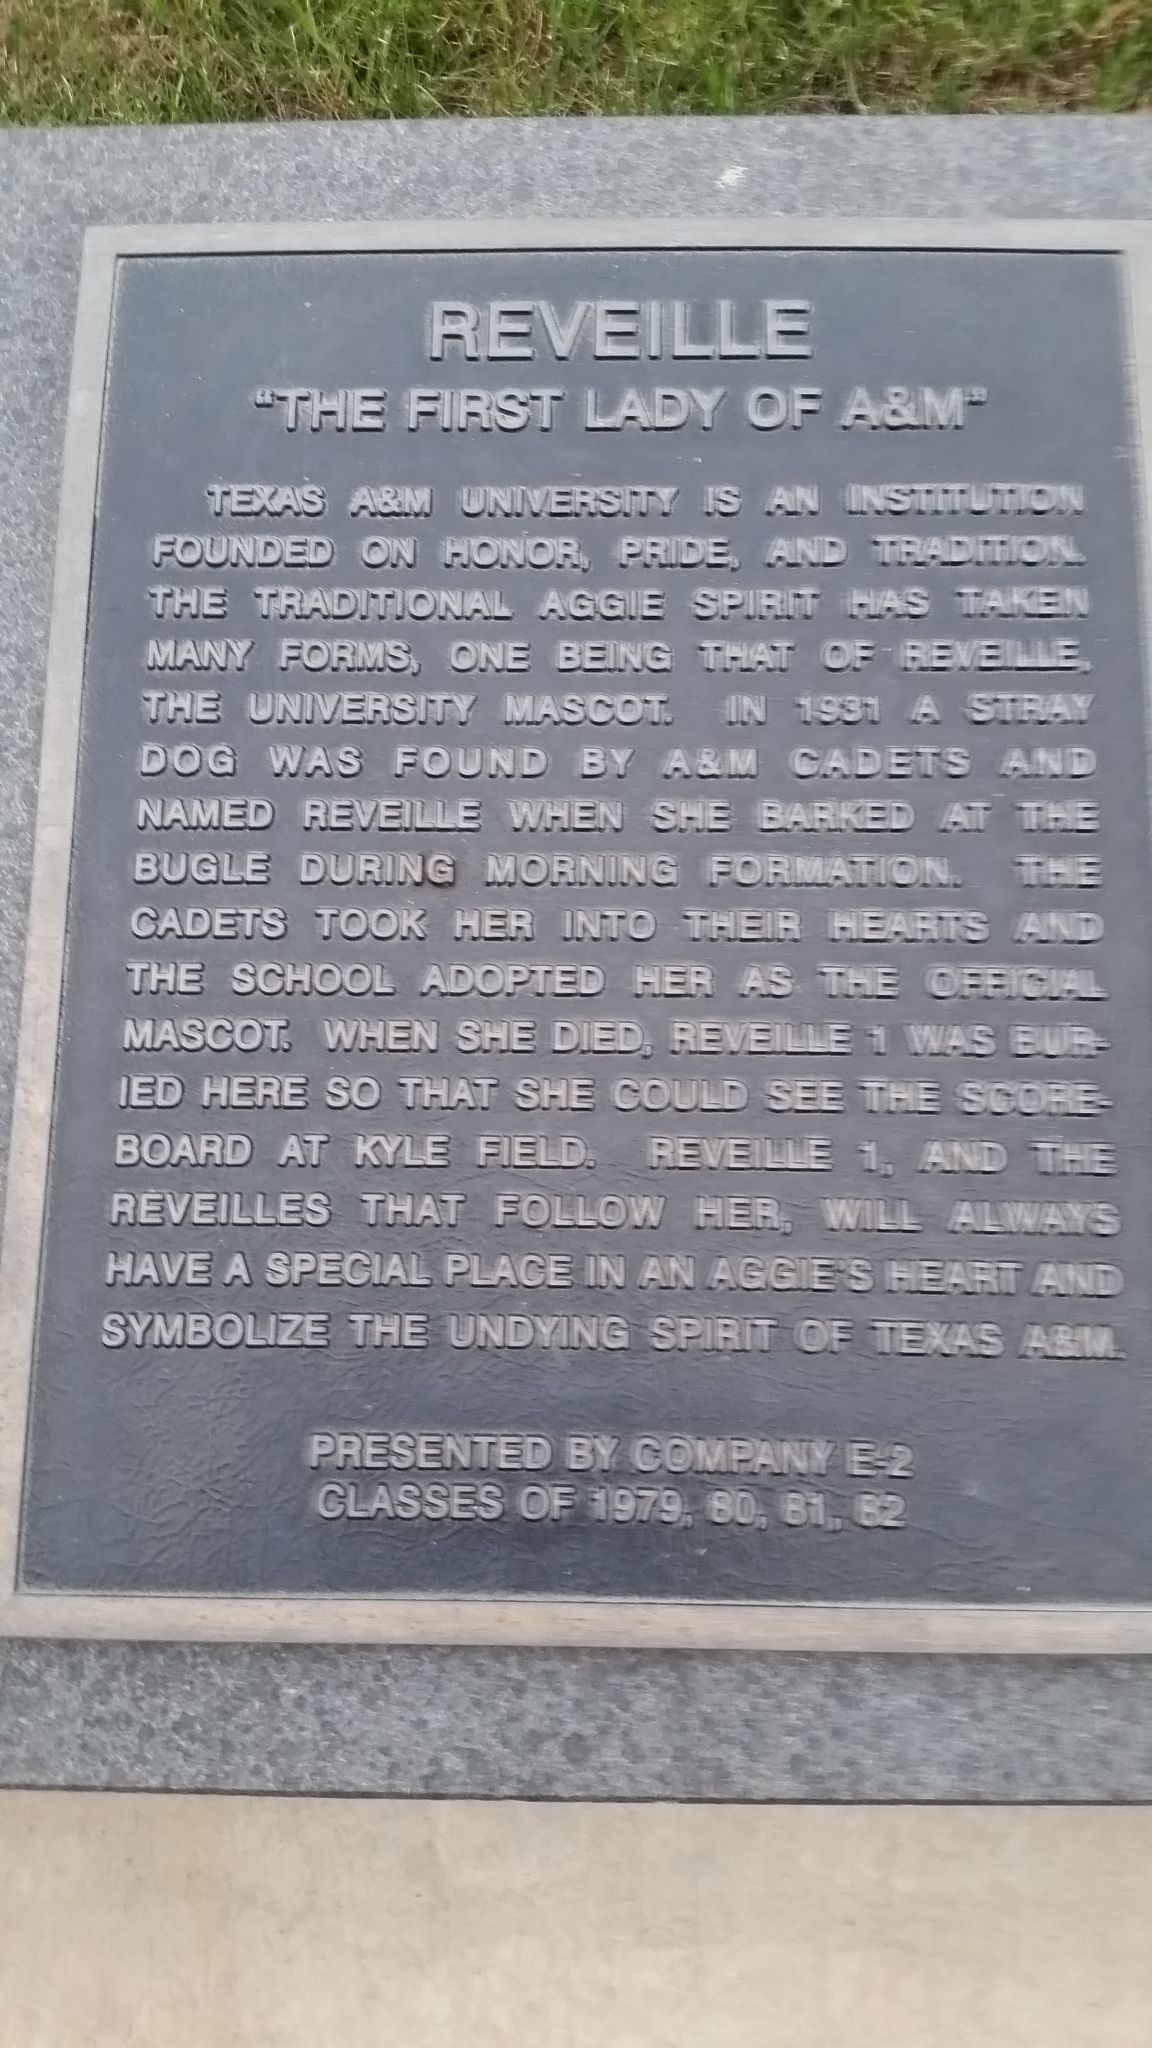 REVEILLE
"THE FIRST LADY OF A&M"
TEXAS A&M UNIVERSITY IS AN INSTITUTION
FOUNDED ON HONOR, PRIDE, AND TRADITION.
THE TRADITIONAL AGGIE SPIRIT HAS TAKEN
MANY FORMS, ONE BEING THAT OF REVEILLE,
THE UNIVERSITY MASCOT. IN 1931 A STRAY
DOG WAS FOUND BY A&M CADETS AND
NAMED REVEILLE WHEN SHE BARKED AT THE
BUGLE DURING MORNING FORMATION. THE
CADETS TOOK HER INTO THEIR HEARTS AND
THE SCHOOL ADOPTED HER AS THE OFFICIAL
MASCOT. WHEN SHE DIED, REVEILLE 1 WAS BUR-
IED HERE SO THAT SHE COULD SEE THE SCORE-
BOARD AT KYLE FIELD. REVEILLE 1, AND THE
REVEILLES THAT FOLLOW HER, WILL ALWAYS
HAVE A SPECIAL PLACE IN AN AGGIE'S HEART AND
SYMBOLIZE THE UNDYING SPIRIT OF TEXAS A&M.
PRESENTED BY COMPANY E-2
CLASSES OF 1979, 80, 81, 82